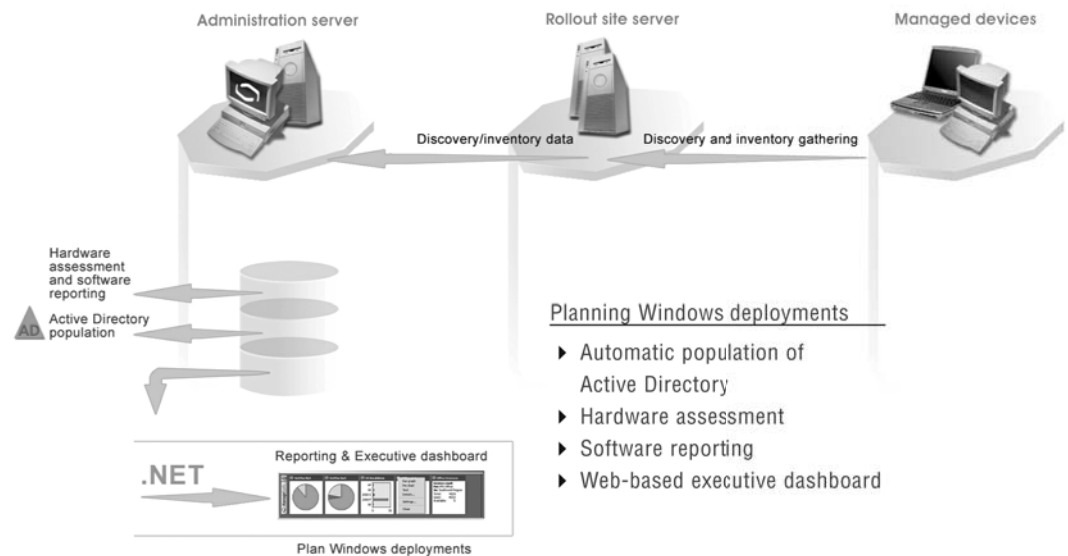 Administration server
Rollout site server
Managed devices
Discovery/inventory data
Discovery and inventory gathering
Hardware
assessment
and software
reporting
AD
Active Directory
population
Planning Windows deployments
Automatic population of
Active Directory
Hardware assessment
Software reporting
Web-based executive dashboard
.NET
Reporting & Executive dashboard
Plan Windows deployments